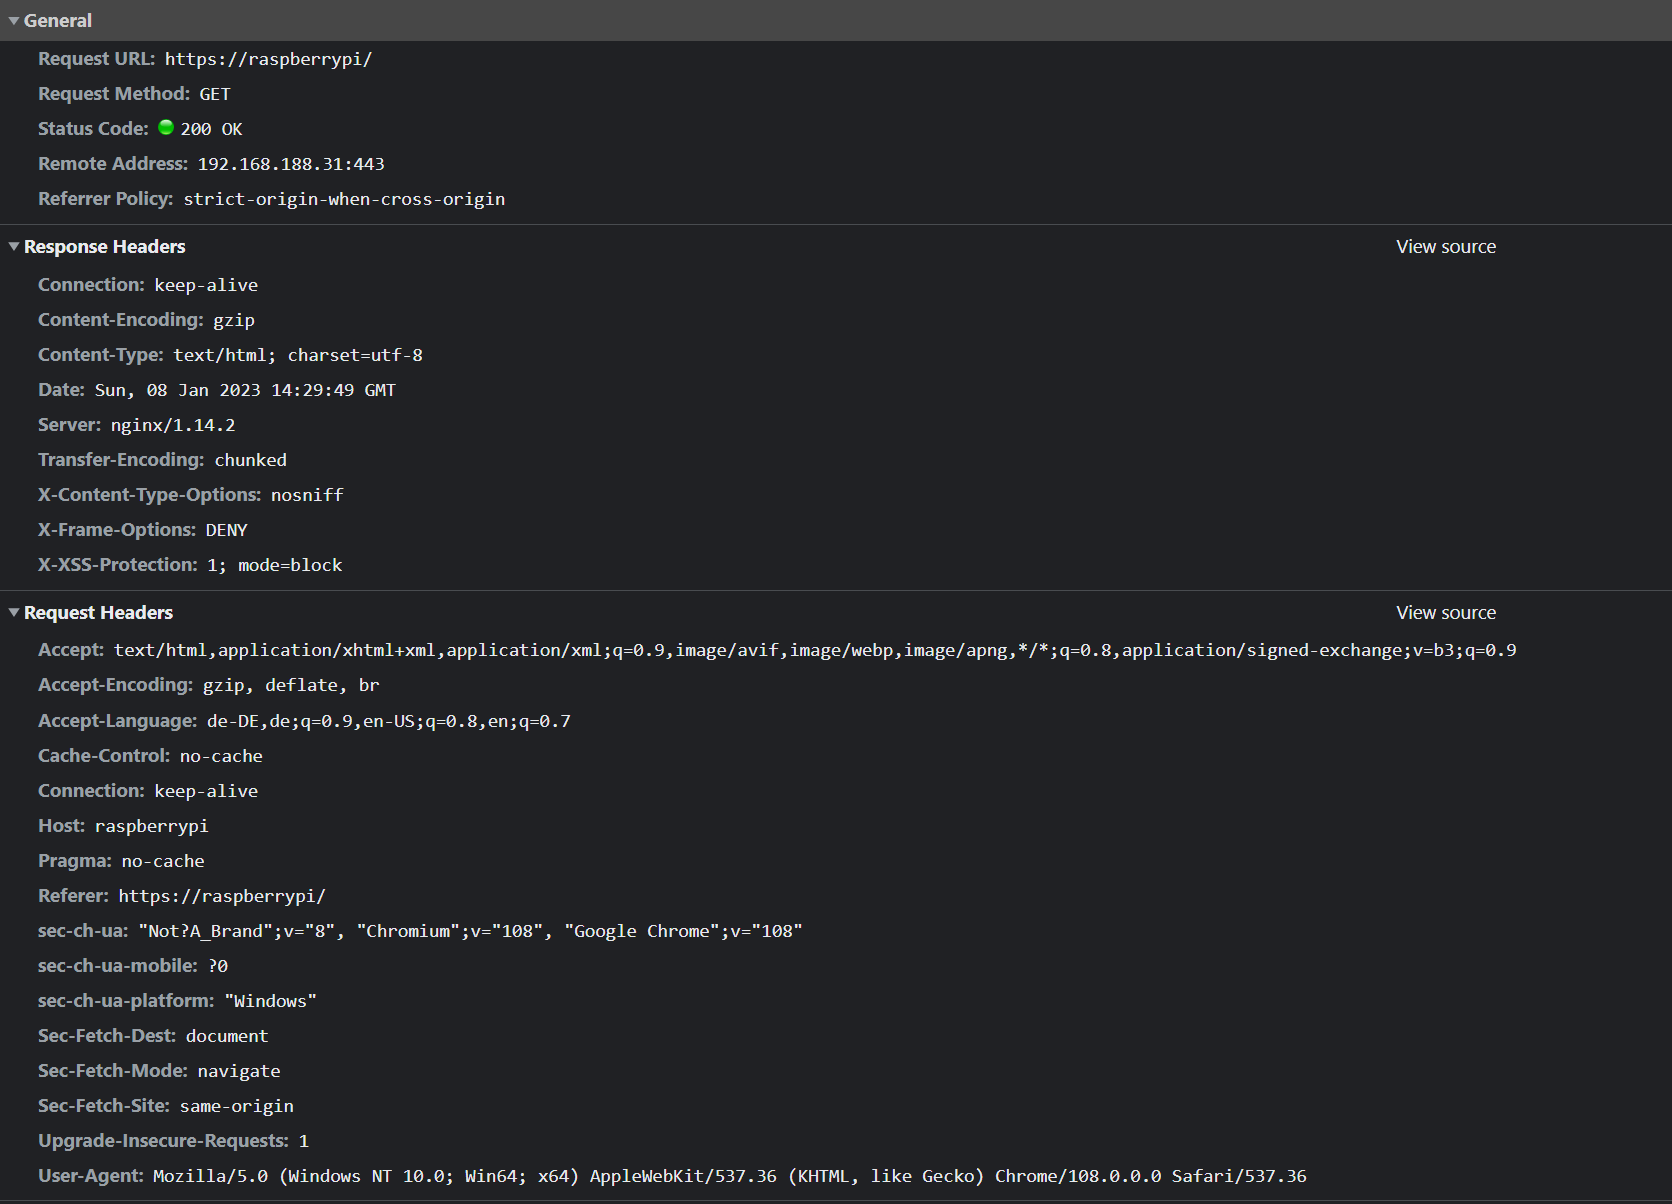 General
Request URL: https://raspberrypi/
Request Method: GET
Status Code: 200 OK
Remote Address: 192.168.188.31:443
Referrer Policy: strict-origin-when-cross-origin
Response Headers View source
Connection: keep-alive
Content-Encoding: gzip
Content-Type: text/html; charset=utf-8
Date: Sun, 08 Jan 2023 14:29:49 GMT
Server: nginx/1.14.2
Transfer-Encoding: chunked
X-Content-Type-Options: nosniff
X-Frame-Options: DENY
X-XSS-Protection: 1; mode=block
Request Headers View source
Accept: text/html,application/xhtml+xml,application/xml;q=0.9,image/avif,image/webp,image/apng,*/*;q=0.8,application/signed-exchange;v=b3;q=0.9
Accept-Encoding: gzip, deflate, br
Accept-Language: de-DE,de;q=0.9,en-US;q=0.8,en;q=0.7
Cache-Control: no-cache
Connection: keep-alive
Host: raspberrypi
Pragma: no-cache
Referer: https://raspberrypi/
sec-ch-ua: "Not?A_Brand";v="8", "Chromium";v="108", "Google Chrome";v="108"
sec-ch-ua-mobile: ?0
sec-ch-ua-platform: "Windows"
Sec-Fetch-Dest: document
Sec-Fetch-Mode: navigate
Sec-Fetch-Site: same-origin
Upgrade-Insecure-Requests: 1
User-Agent: Mozilla/5.0 (Windows NT 10.0; Win64; x64) AppleWebKit/537.36 (KHTML, like Gecko) Chrome/108.0.0.0 Safari/537.36